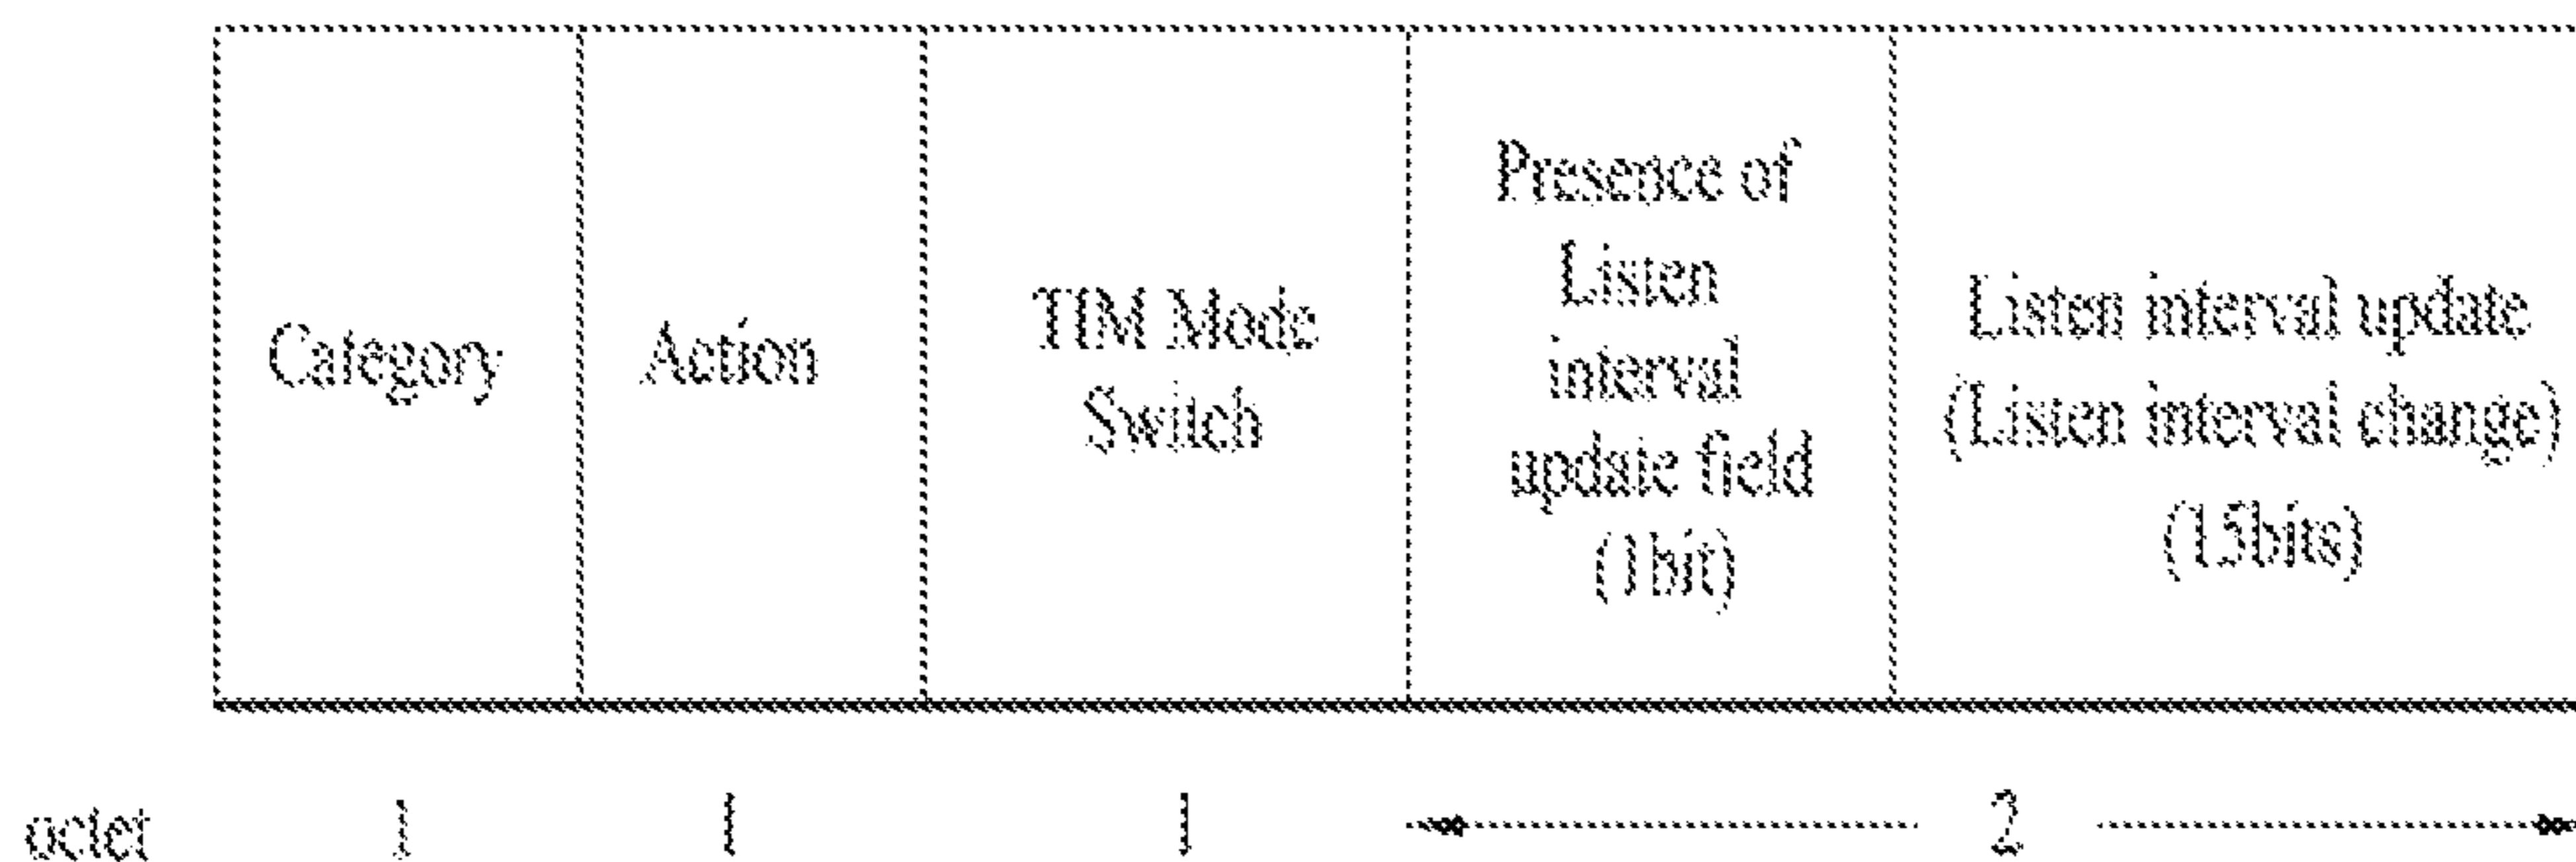 Category
Action
TIM Mode
Switch
Presence of
Listen
interval
update field
(1bit)
Listen interval update
(Listen interval change)
(15bits)
octet 1 1 1 2